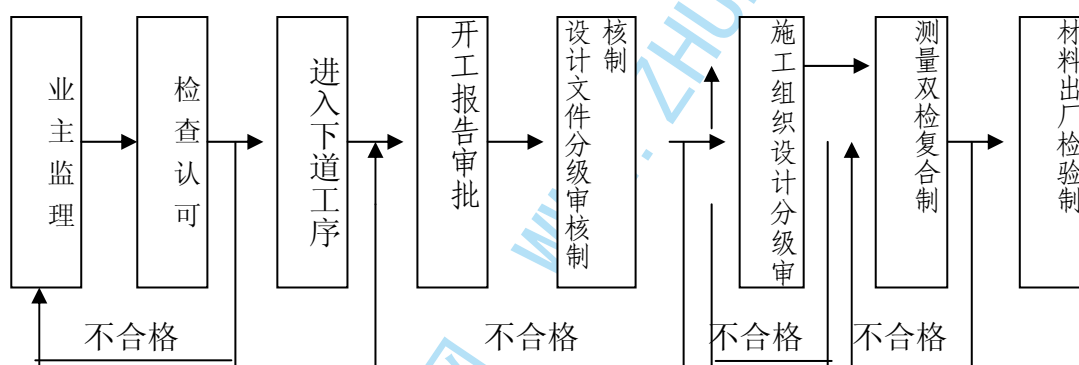 业主监理
检查认可
进入下道工序
开工报告审批
设计文件分级审核制
核制
施工组织设计分级审
测量双检复合制
材料出厂检验制
不合格
不合格
不合格
不合格